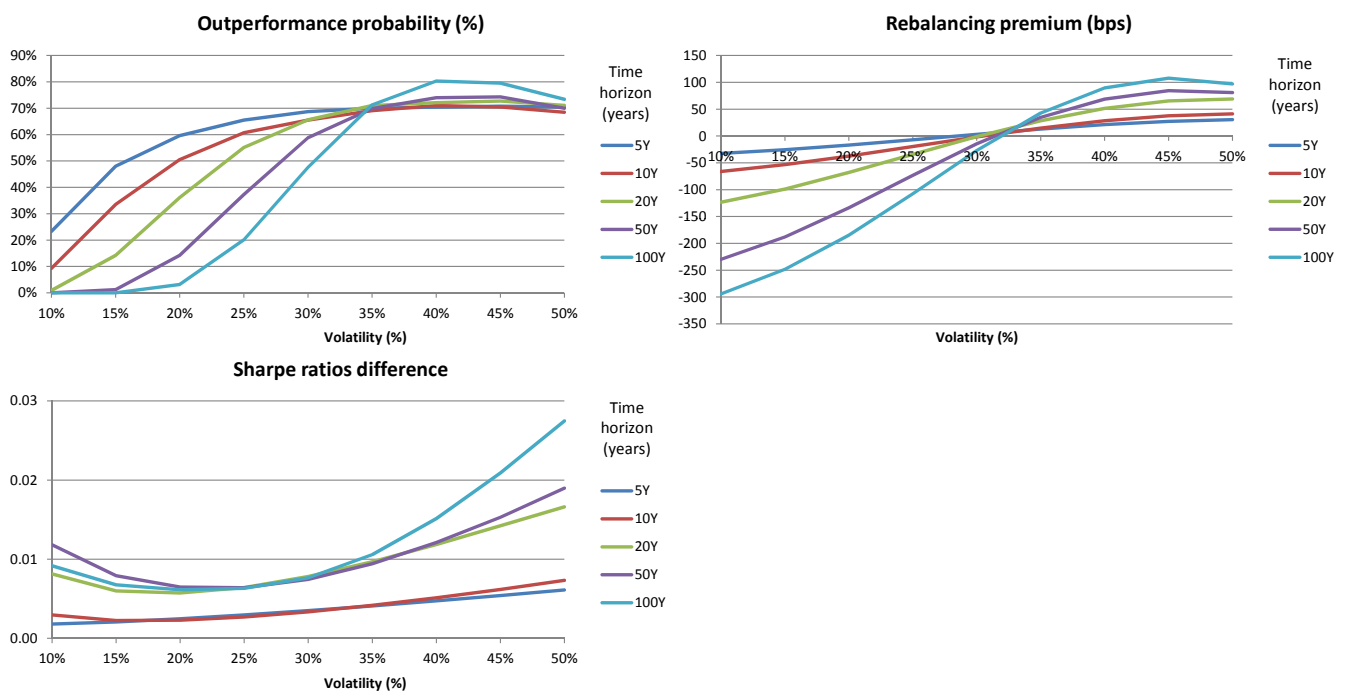 Outperformance probability (%)
90%
80%
70%
60%
50%
40%
30%
20%
10%
0%
10% 15% 20% 25% 30% 35% 40% 45% 50%
Volatility (%)
Time
horizon
(years)
5Y
10Y
20Y
50Y
100Y
Rebalancing premium (bps)
150
100
50
0
-50
-100
-150
-200
-250
-300
-350
10% 15% 20% 25% 30% 35% 40% 45% 50%
Volatility (%)
Time
horizon
(years)
5Y
10Y
20Y
50Y
100Y
Sharpe ratios difference
0.03
0.02
0.01
0.00
10% 15% 20% 25% 30% 35% 40% 45% 50%
Volatility (%)
Time
horizon
(years)
5Y
10Y
20Y
50Y
100Y